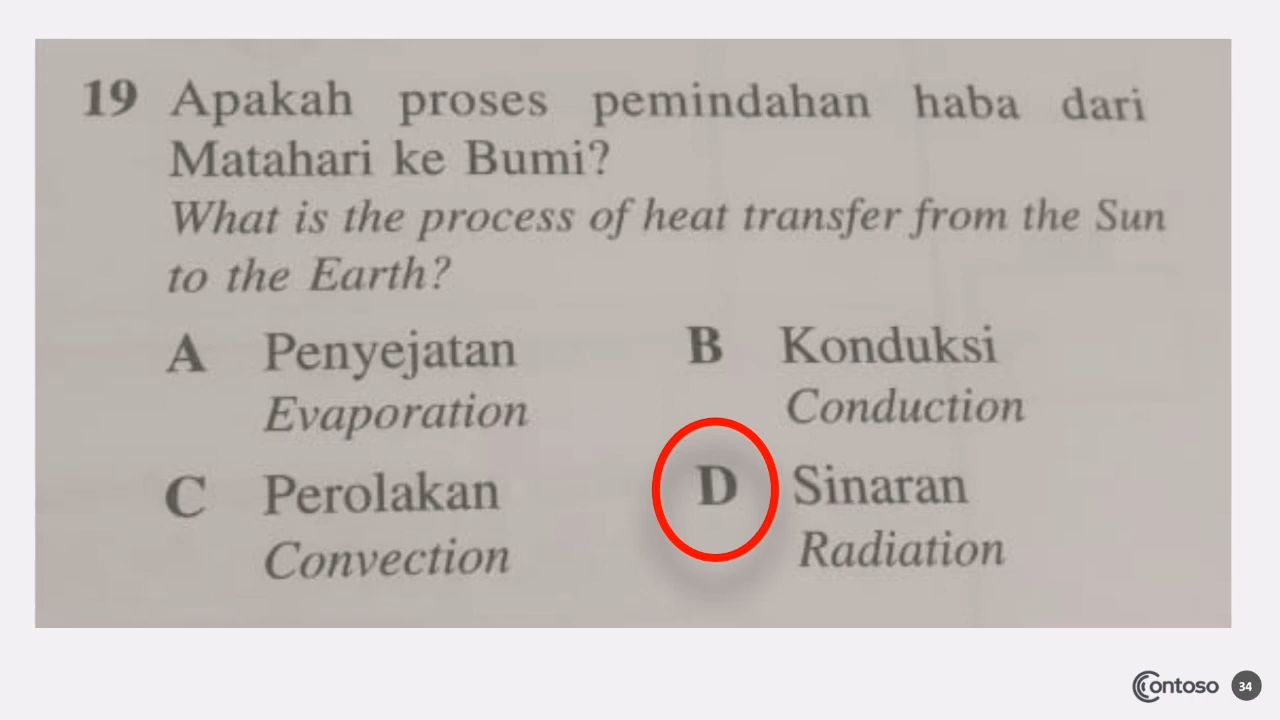 19 Apakah proses pemindahan haba dari
Matahari ke Bumi?
What is the process of heat transfer from the Sun
to the Earth?
A Penyejatan B Konduksi
Evaporation Conduction
C Perolakan D Sinaran
Convection Radiation
Contoso 34